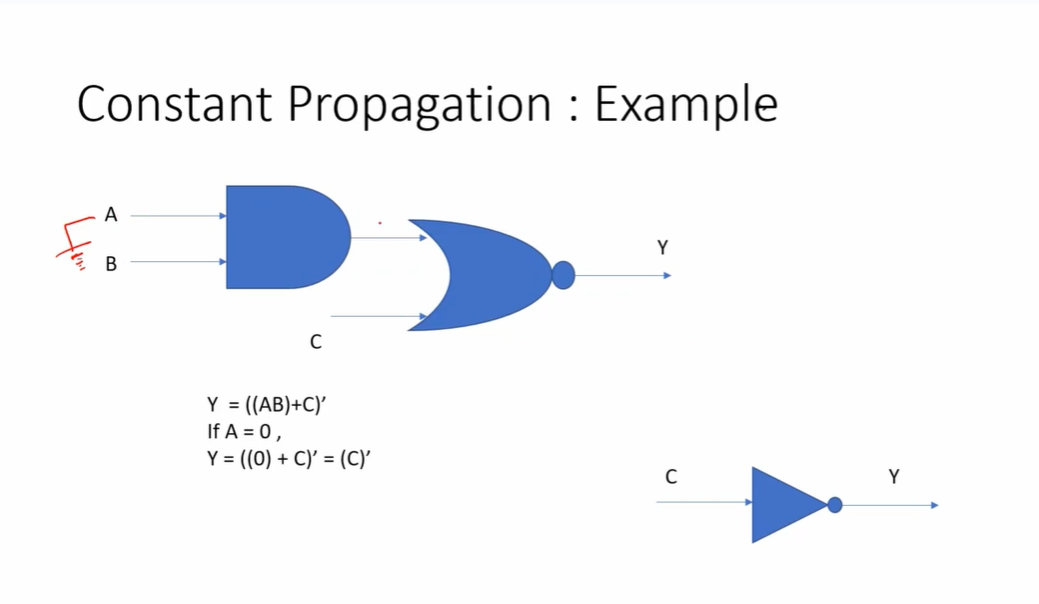 Constant Propagation : Example
A
B
Y
C
Y = ((AB)+C)’
If A = 0 ,
Y = ((0) + C)’ = (C)’
C
Y